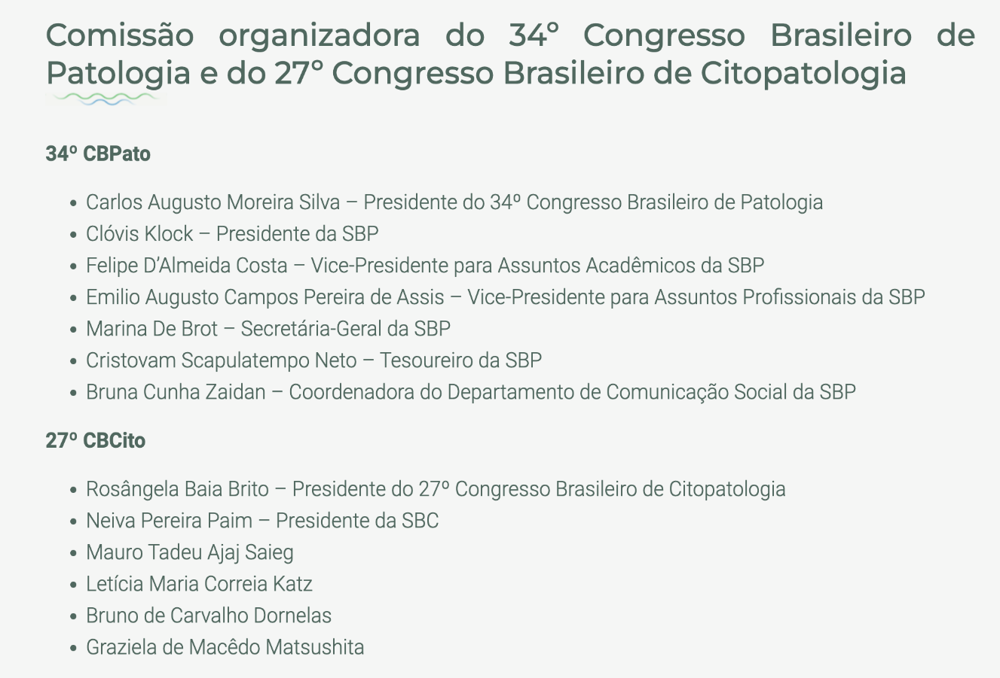 Comissão organizadora do 34º Congresso Brasileiro de
Patologia e do 27º Congresso Brasileiro de Citopatologia
34º CBPato
• Carlos Augusto Moreira Silva – Presidente do 34º Congresso Brasileiro de Patologia
• Clóvis Klock – Presidente da SBP
• Felipe D’Almeida Costa – Vice-Presidente para Assuntos Acadêmicos da SBP
• Emilio Augusto Campos Pereira de Assis – Vice-Presidente para Assuntos Profissionais da SBP
• Marina De Brot – Secretária-Geral da SBP
• Cristovam Scapulatempo Neto – Tesoureiro da SBP
• Bruna Cunha Zaidan – Coordenadora do Departamento de Comunicação Social da SBP
27º CBCito
• Rosângela Baia Brito – Presidente do 27º Congresso Brasileiro de Citopatologia
• Neiva Pereira Paim – Presidente da SBC
• Mauro Tadeu Ajaj Saieg
• Letícia Maria Correia Katz
• Bruno de Carvalho Dornelas
• Graziela de Macêdo Matsushita